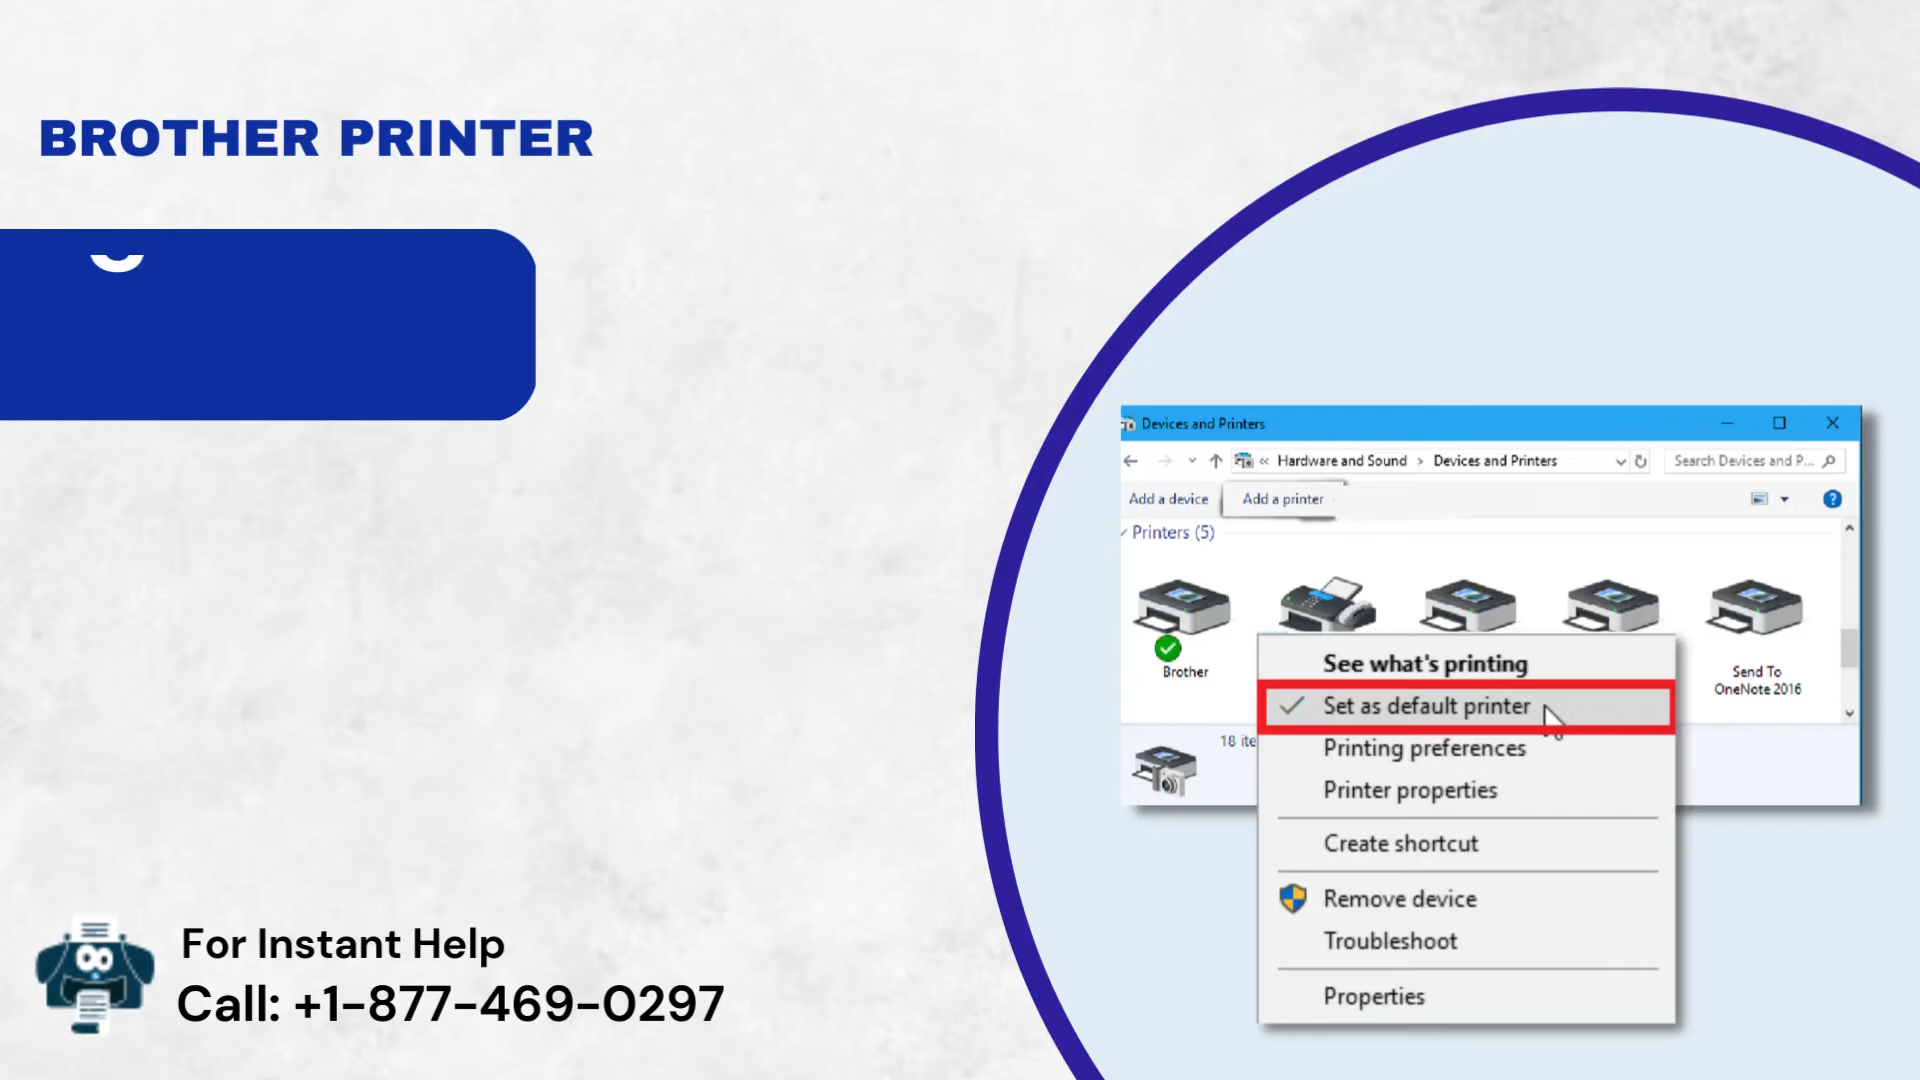 BROTHER PRINTER
Devices and Printers
« Hardware and Sound > Devices and Printers
Search Devices and P...
Add a device
Add a printer
Printers (5)
Brother
Send To
OneNote 2016
18 ite
See what's printing
Set as default printer
Printing preferences
Printer properties
Create shortcut
Remove device
Troubleshoot
Properties
For Instant Help
Call: +1-877-469-0297